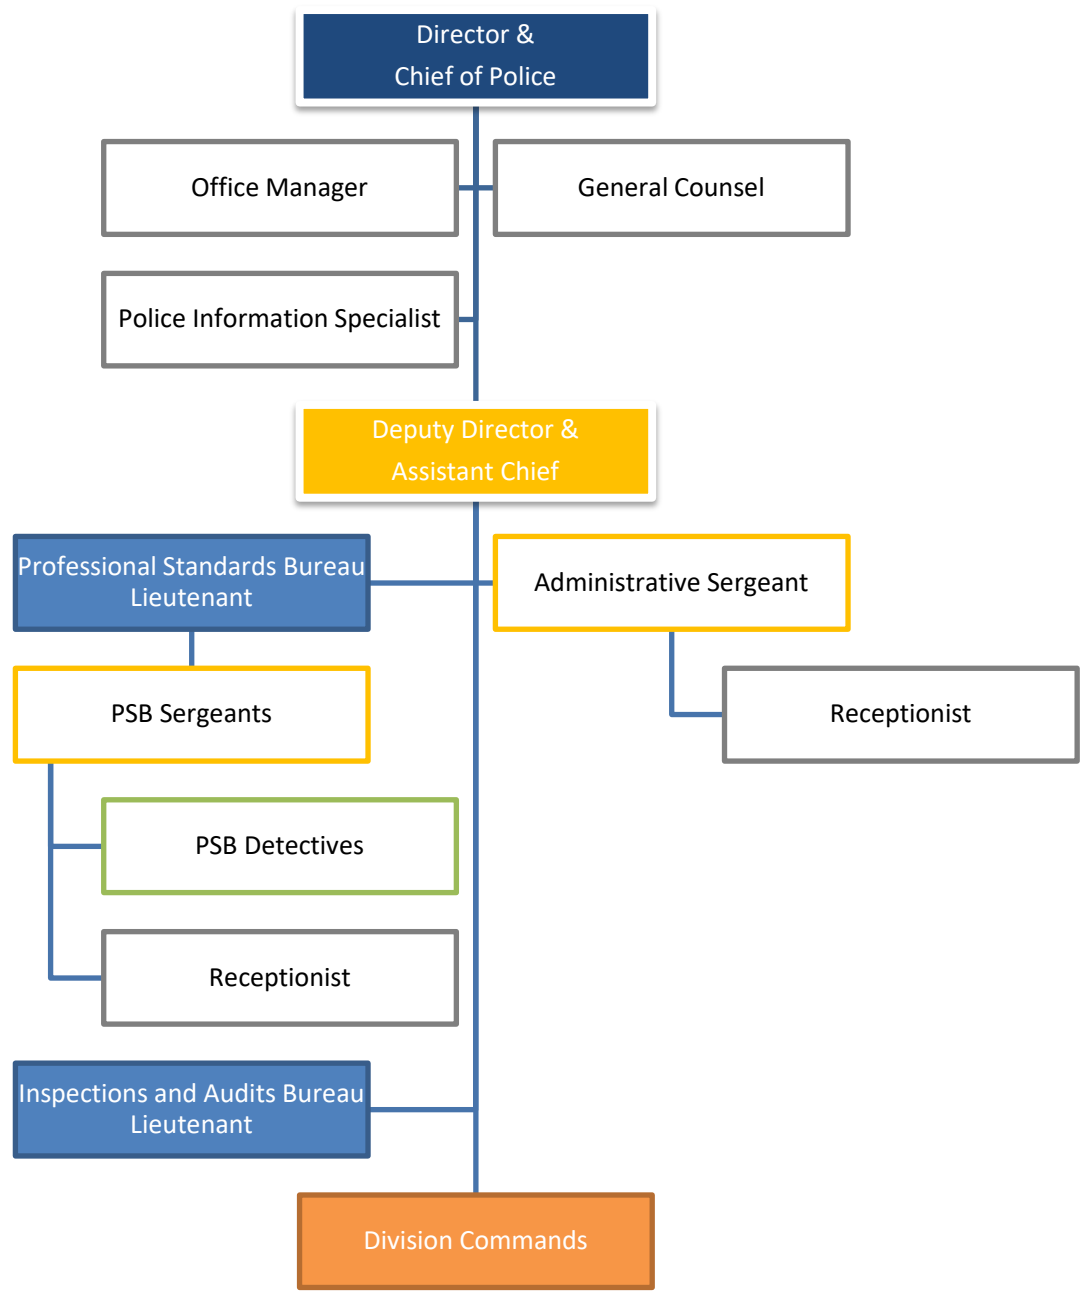 Director &
Chief of Police
Office Manager
General Counsel
Police Information Specialist
Deputy Director &
Assistant Chief
Professional Standards Bureau
Lieutenant
Administrative Sergeant
PSB Sergeants
Receptionist
PSB Detectives
Receptionist
Inspections and Audits Bureau
Lieutenant
Division Commands